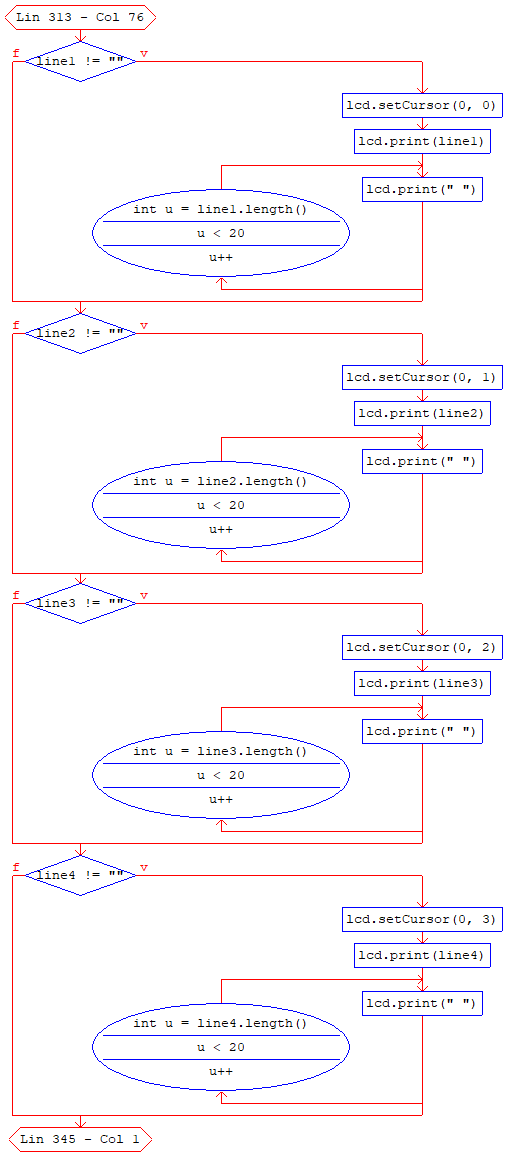 Lin 313 - Col 76
f
line1 != ""
v
lcd.setCursor(0, 0)
lcd.print(line1)
lcd.print(" ")
int u = line1.length()
u < 20
u++
f
line2 != ""
v
lcd.setCursor(0, 1)
lcd.print(line2)
lcd.print(" ")
int u = line2.length()
u < 20
u++
f
line3 != ""
v
lcd.setCursor(0, 2)
lcd.print(line3)
lcd.print(" ")
int u = line3.length()
u < 20
u++
f
line4 != ""
v
lcd.setCursor(0, 3)
lcd.print(line4)
lcd.print(" ")
int u = line4.length()
u < 20
u++
Lin 345 - Col 1